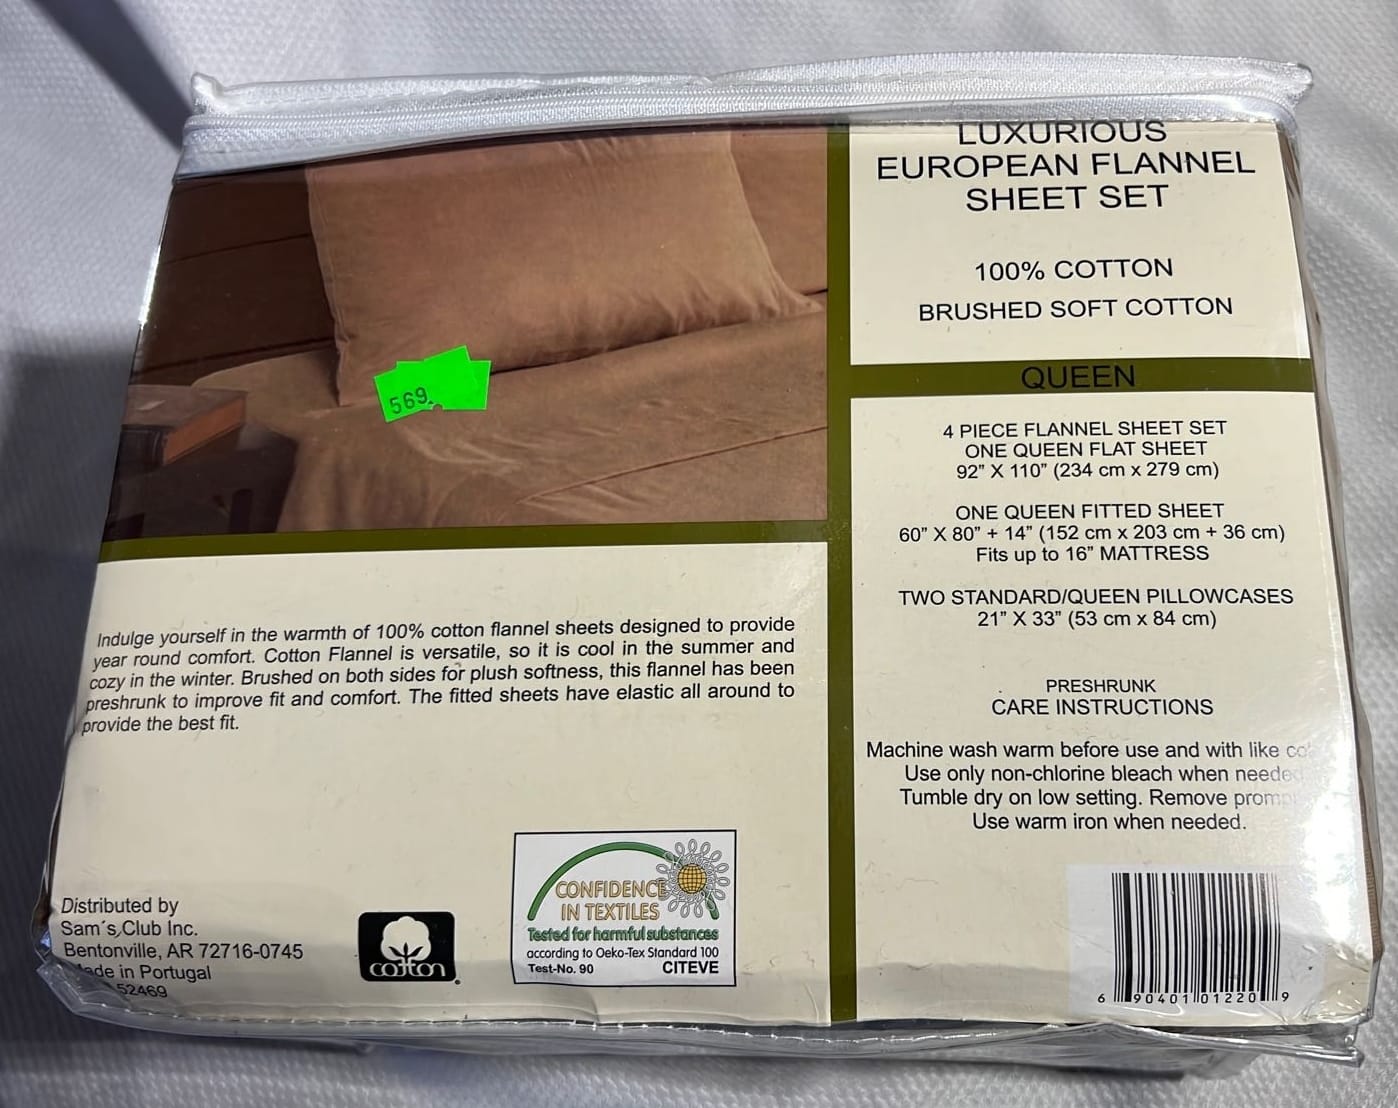 LUXURIOUS
EUROPEAN FLANNEL
SHEET SET
100% COTTON
BRUSHED SOFT COTTON
QUEEN
4 PIECE FLANNEL SHEET SET
ONE QUEEN FLAT SHEET
92" X 110" (234 cm x 279 cm)
ONE QUEEN FITTED SHEET
60" X 80" + 14" (152 cm x 203 cm + 36 cm)
Fits up to 16" MATTRESS
TWO STANDARD/QUEEN PILLOWCASES
21" X 33" (53 cm x 84 cm)
PRESHRUNK
CARE INSTRUCTIONS
Machine wash warm before use and with like
Use only non-chlorine bleach when needed
Tumble dry on low setting. Remove
Use warm iron when needed.
6 90401 01220 9
569
Indulge yourself in the warmth of 100% cotton flannel sheets designed to provide
year round comfort. Cotton Flannel is versatile, so it is cool in the summer and
cozy in the winter. Brushed on both sides for plush softness, this flannel has been
preshrunk to improve fit and comfort. The fitted sheets have elastic all around to
provide the best fit.
Distributed by
Sam´s Club Inc.
Bentonville, AR 72716-0745
Made in Portugal
52469
cotton
CONFIDENCE
IN TEXTILES
Tested for harmful substances
according to Oeko-Tex Standard 100
Test-No. 90 CITEVE